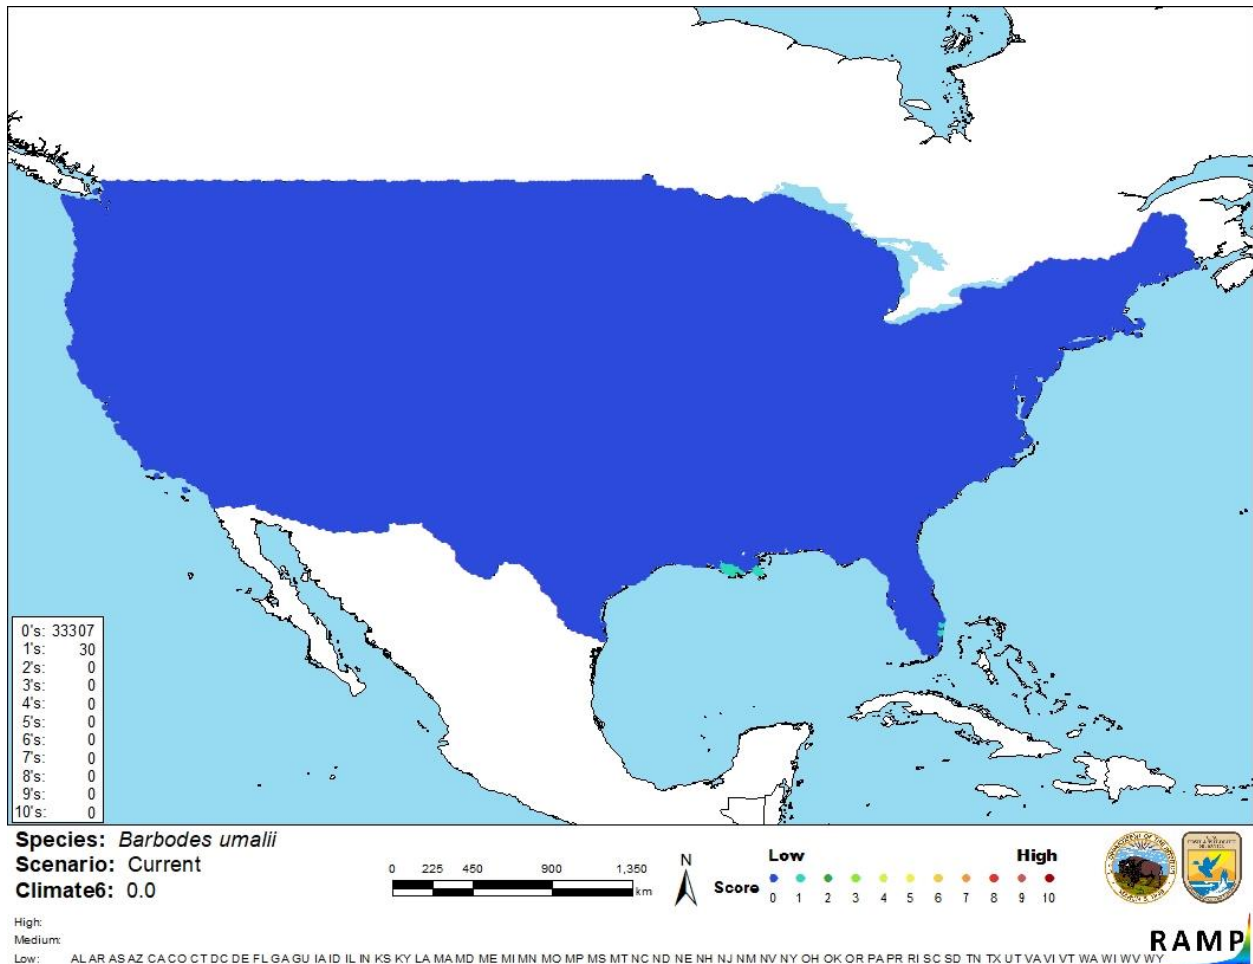 0's: 33307
1's: 30
2's: 0
3's: 0
4's: 0
5's: 0
6's: 0
7's: 0
8's: 0
9's: 0
10's: 0
Species: Barbodes umalii
Scenario: Current
Climate6: 0.0
0 225 450 900 1,350
km
N
Low High
Score
0 1 2 3 4 5 6 7 8 9 10
RAMP
High:
Medium:
Low: AL AR AS AZ CA CO CT DC DE FL GA GU IA ID IL IN KS KY LA MA MD ME MI MN MO MP MS MT NC ND NE NH NJ NM NV NY OH OK OR PA PR RI SC SD TN TX UT VA VI VT WA WI WV WY